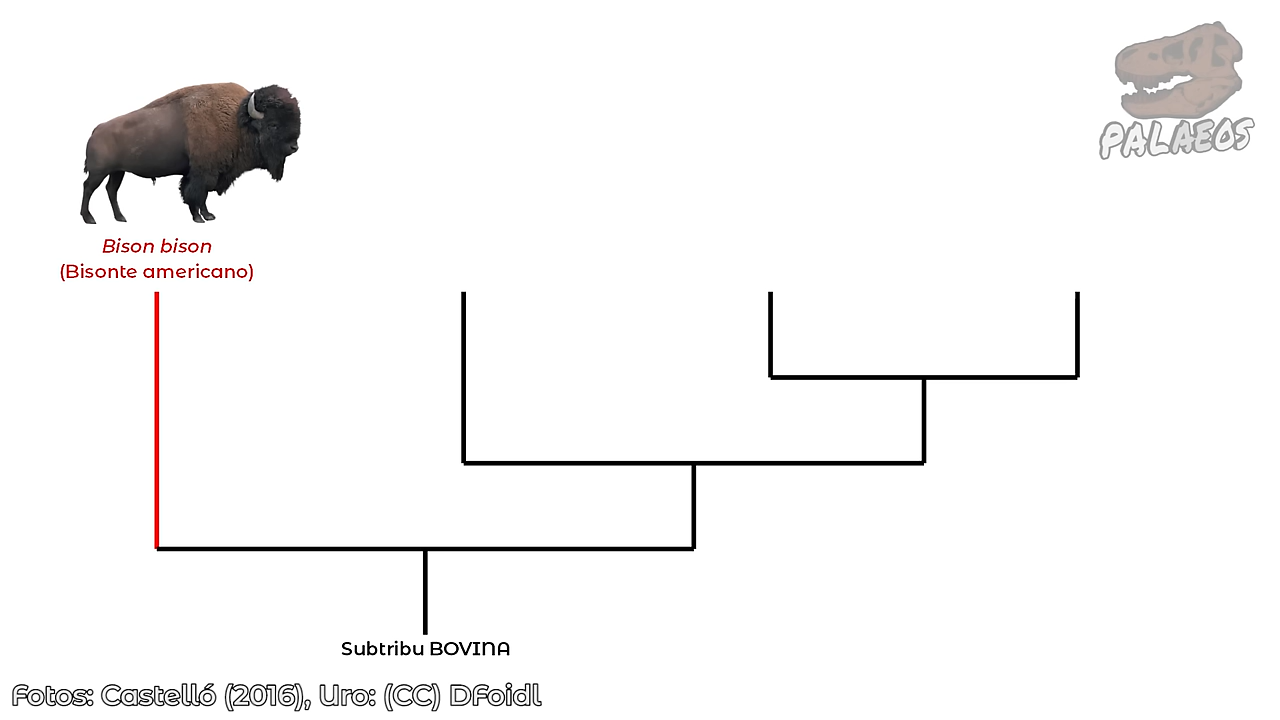 PALAEOS
Bison bison
(Bisonte americano)
Subtribu BOVINA
Fotos: Castelló (2016), Uro: (CC) DFoidl